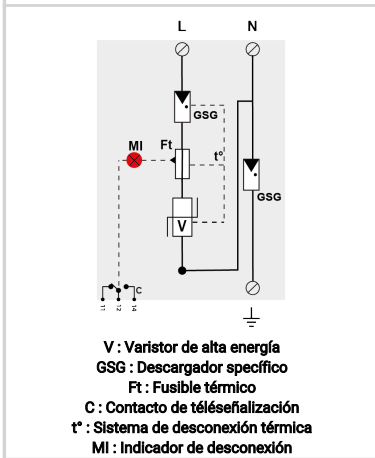 L N
GSG
MI Ft
t°
GSG
V
C
11 12 14
V : Varistor de alta energía
GSG : Descargador específico
Ft : Fusible térmico
C : Contacto de téléseñalización
t° : Sistema de desconexión térmica
MI : Indicador de desconexión